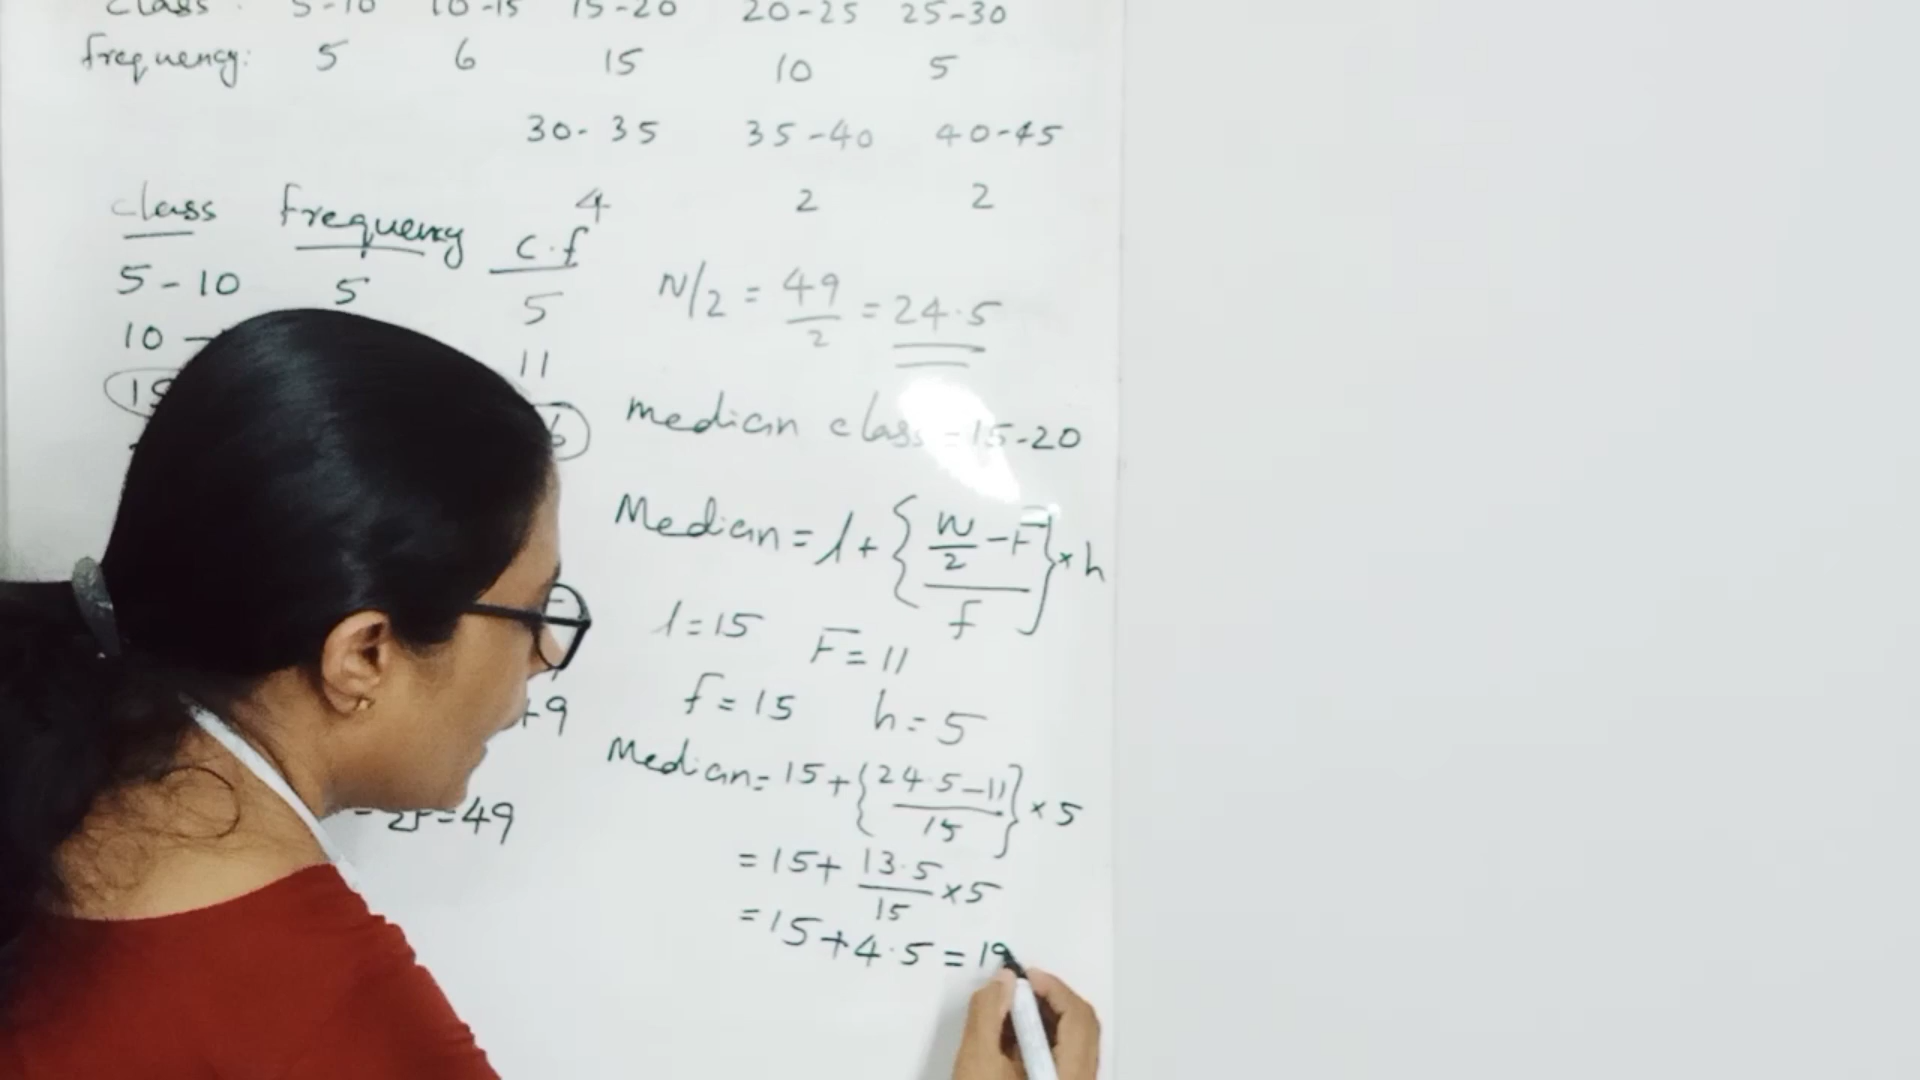 class: 5-10 10-15 15-20 20-25 25-30
frequency: 5 6 15 10 5
30-35 35-40 40-45
4 2 2
class frequency c.f
5-10 5 5
10- 11
15
N/2 = 49/2 = 24.5
median class = 15-20
Median = l + {(N/2 - F)/f} × h
l=15 F=11
f=15 h=5
Median = 15 + {(24.5-11)/15} × 5
= 15 + 13.5/15 × 5
= 15 + 4.5 = 19
=49